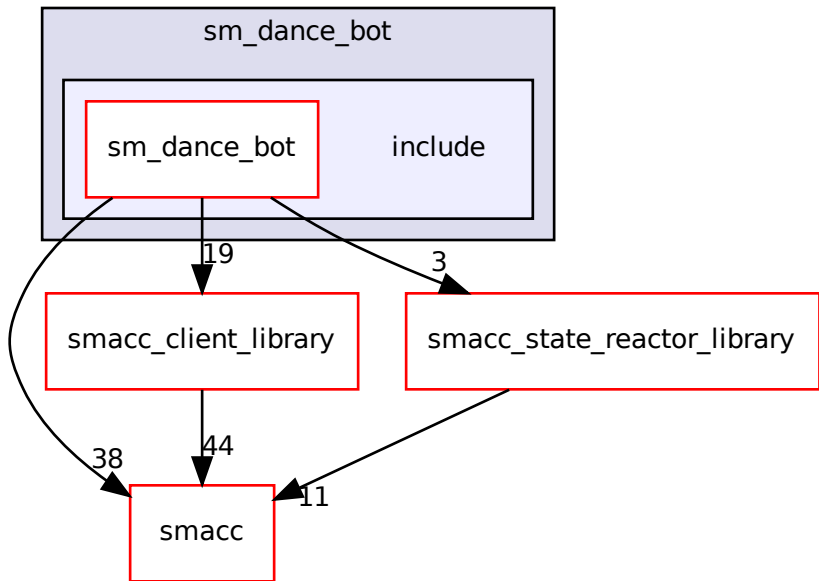 sm_dance_bot
sm_dance_bot
include
19
3
smacc_client_library
smacc_state_reactor_library
38
44
11
smacc